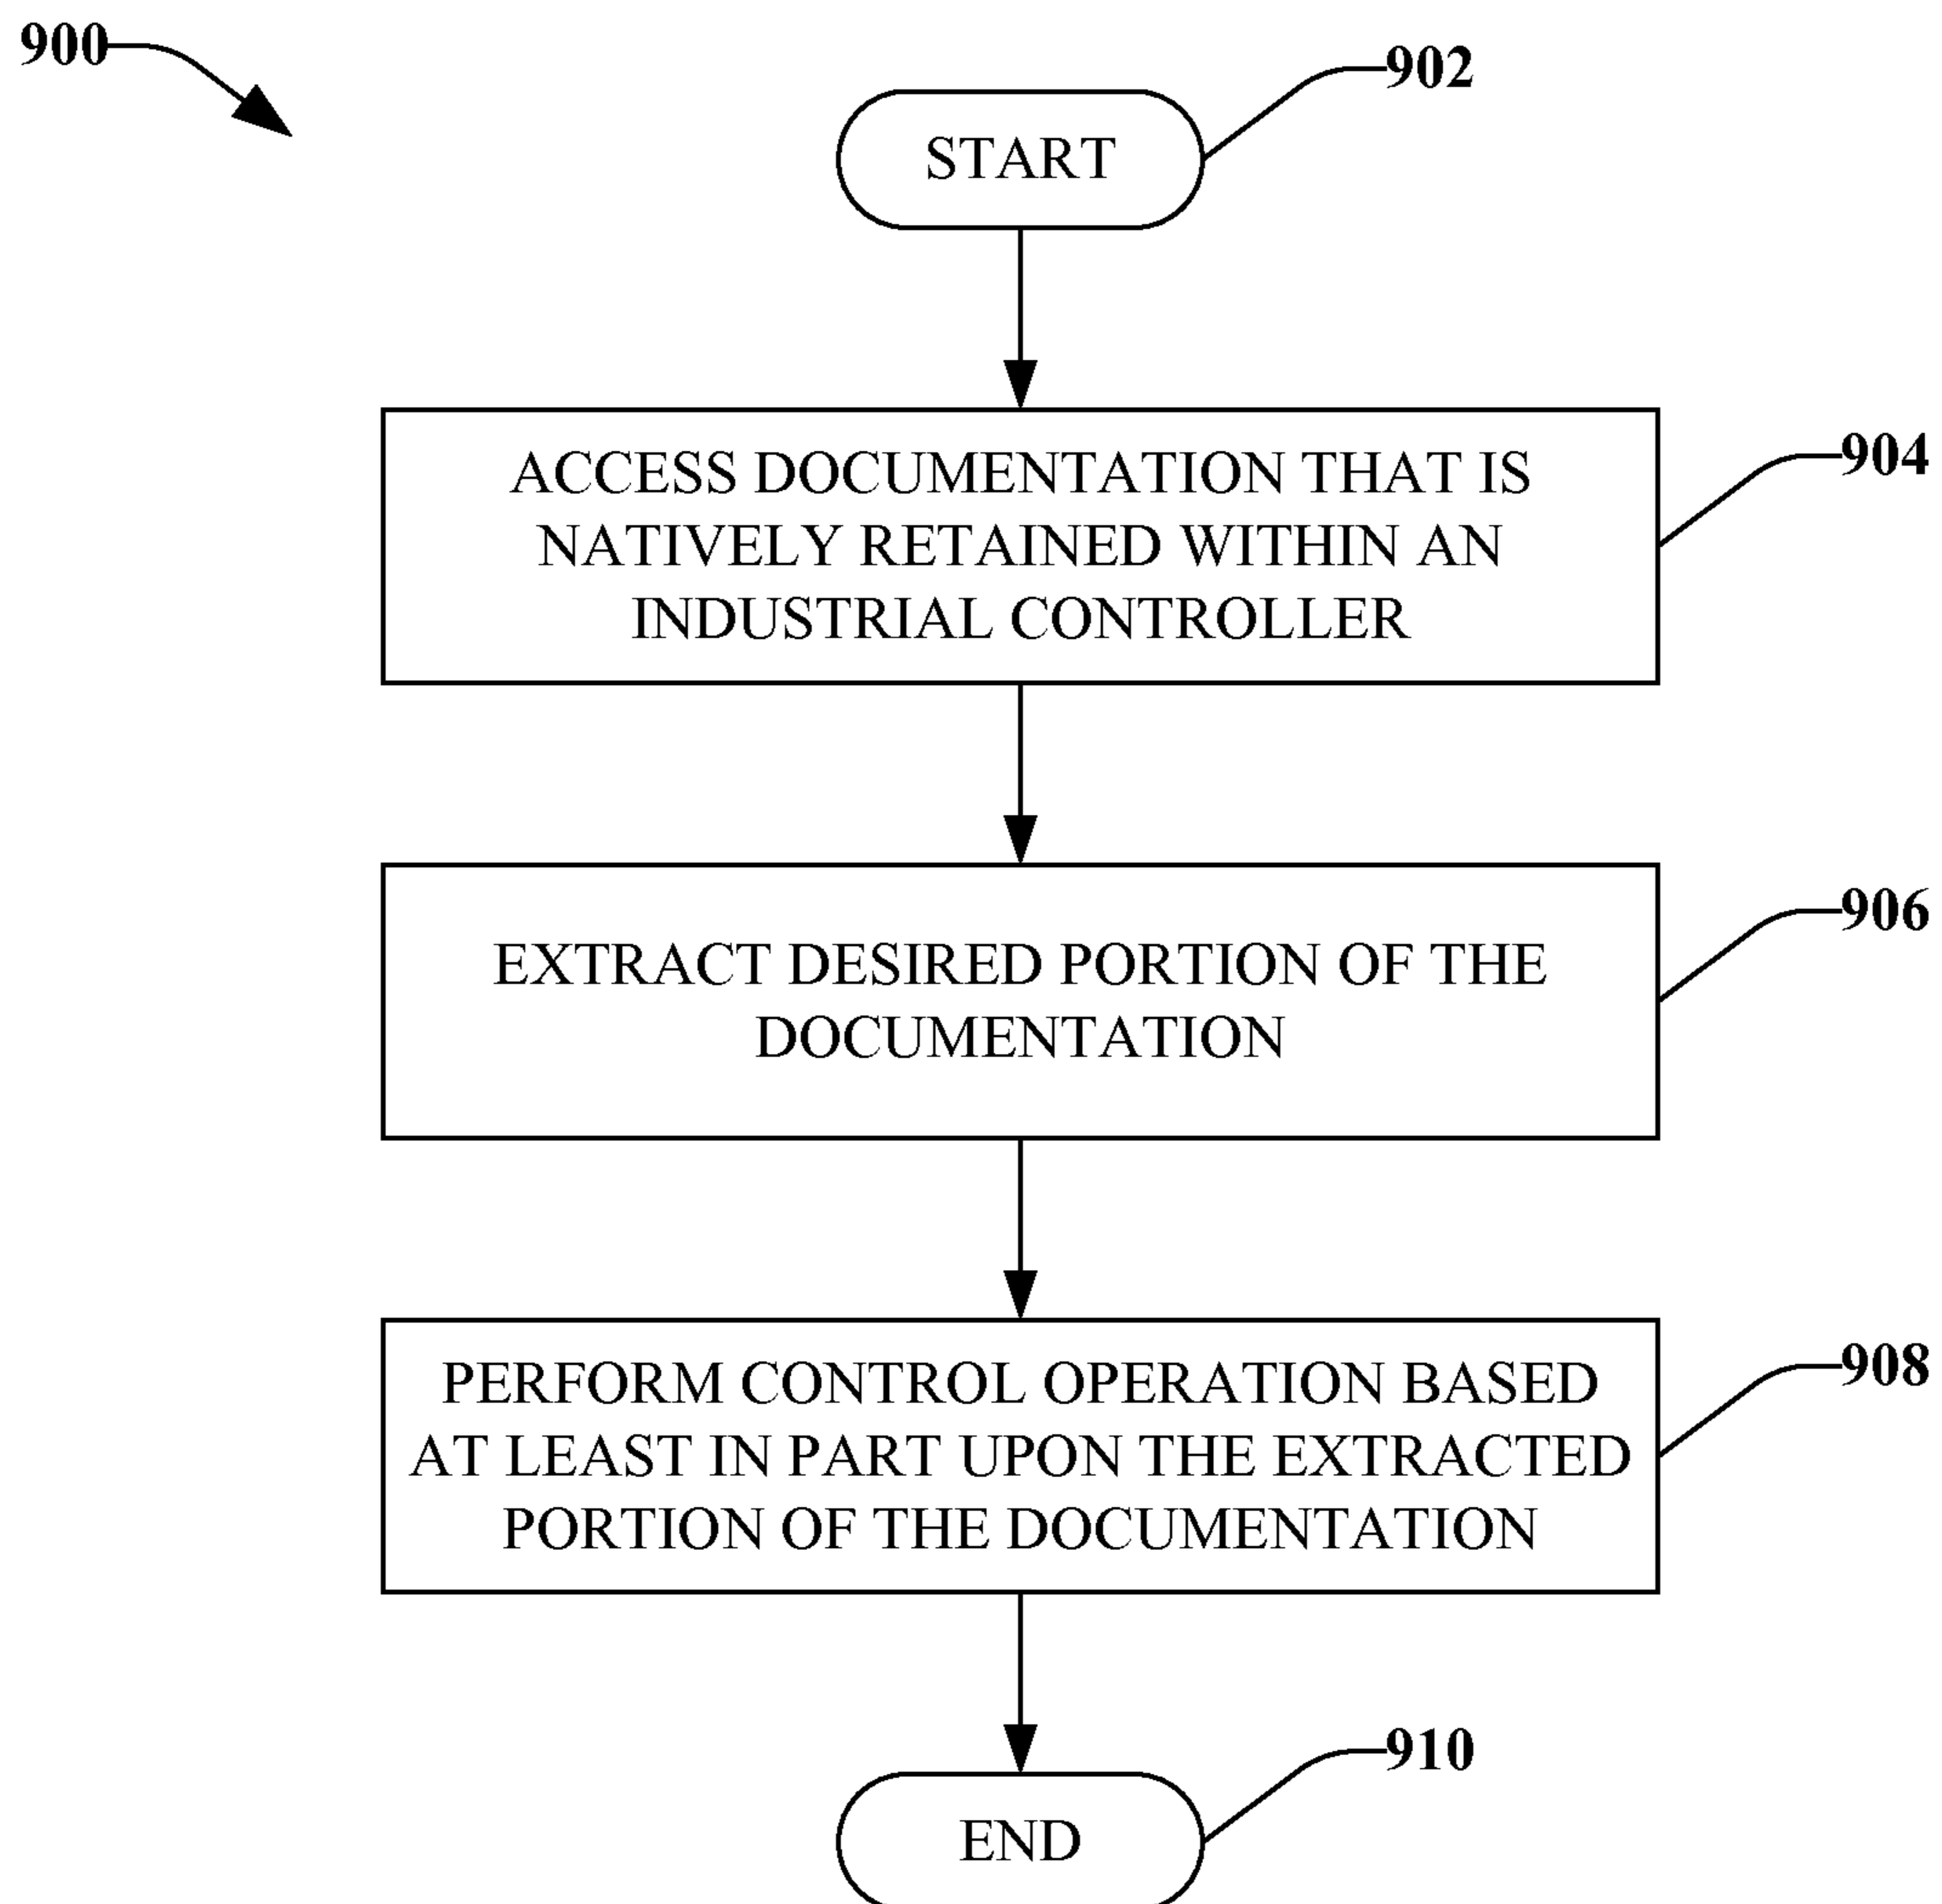 900
902
START
ACCESS DOCUMENTATION THAT IS
NATIVELY RETAINED WITHIN AN
INDUSTRIAL CONTROLLER
904
EXTRACT DESIRED PORTION OF THE
DOCUMENTATION
906
PERFORM CONTROL OPERATION BASED
AT LEAST IN PART UPON THE EXTRACTED
PORTION OF THE DOCUMENTATION
908
910
END